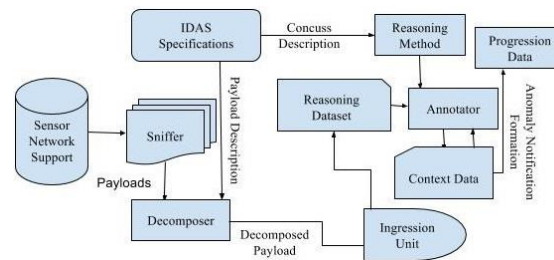 IDAS
Specifications
Concuss
Description
Reasoning
Method
Progression
Data
Payload Description
Anomaly Notification
Formation
Reasoning
Dataset
Annotator
Sensor
Network
Support
Sniffer
Payloads
Context Data
Decomposer
Decomposed
Payload
Ingression
Unit